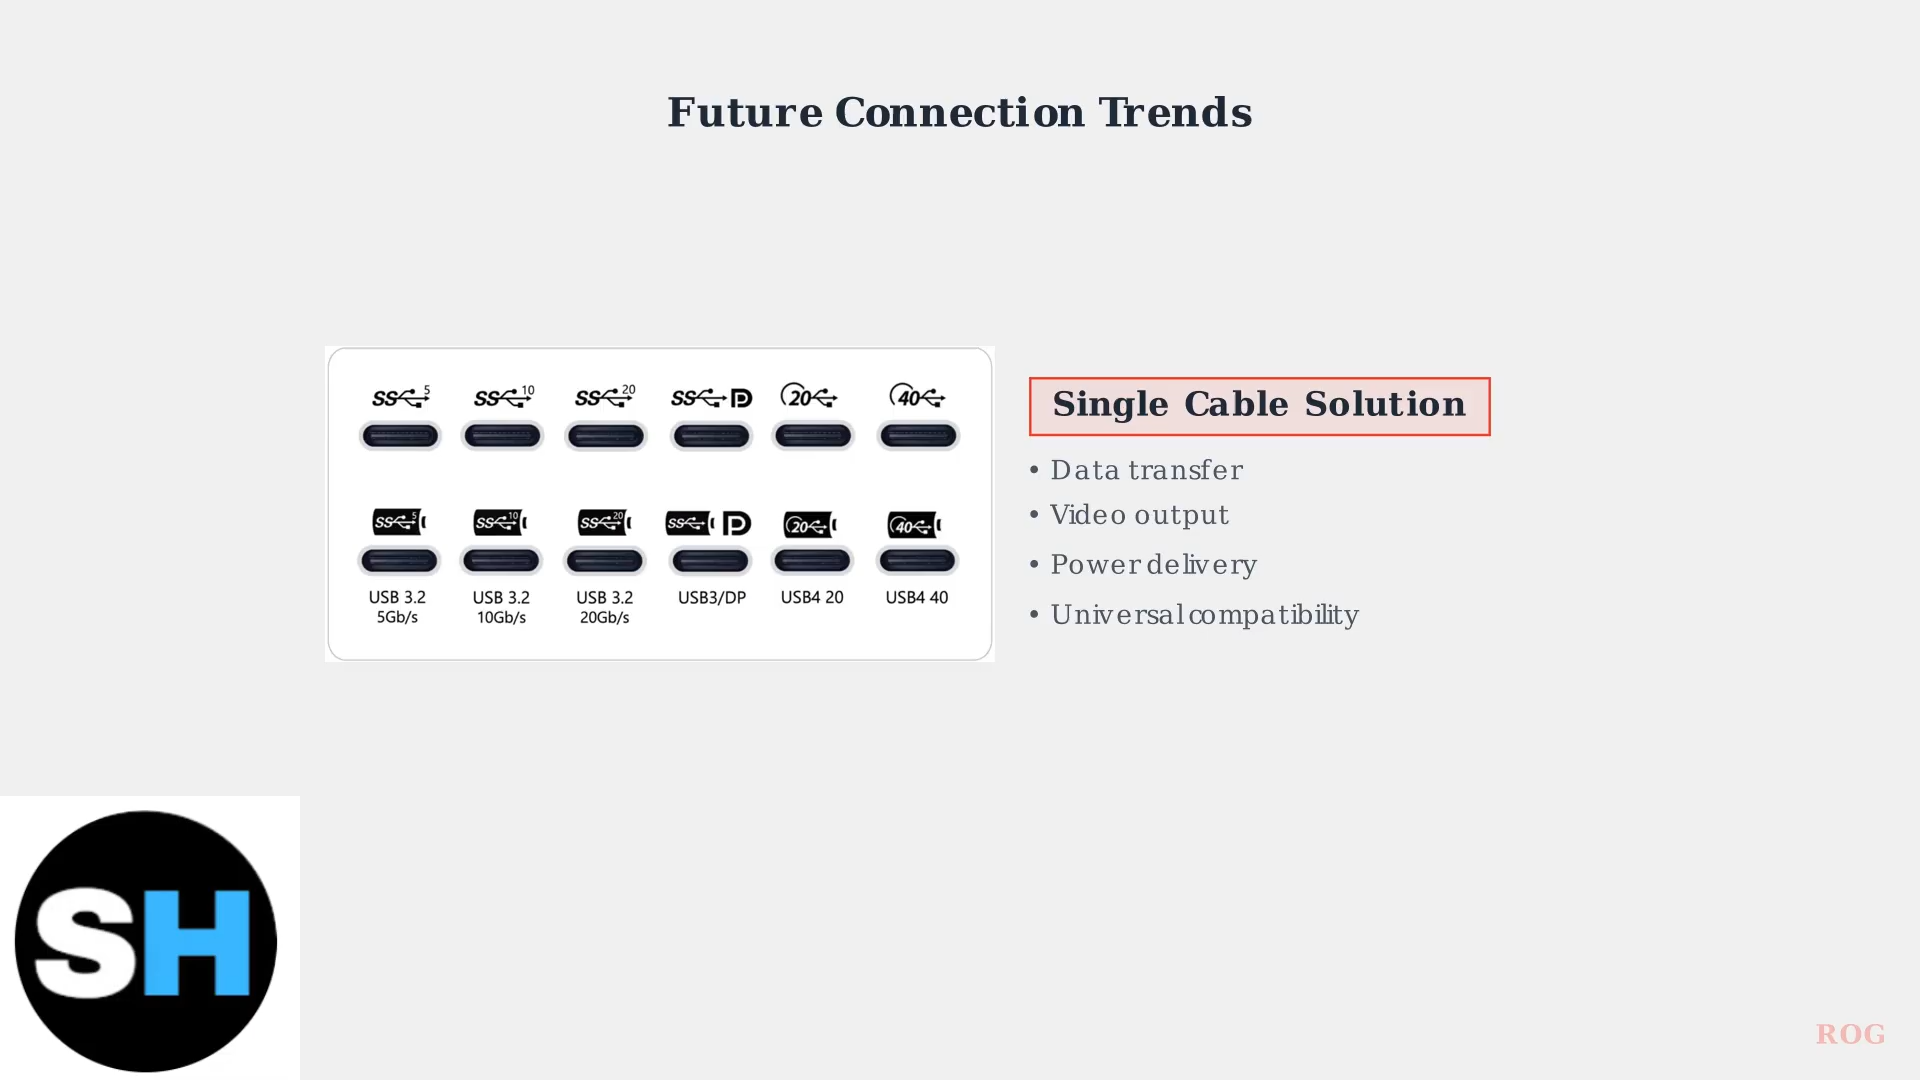 Future Connection Trends
SS 5 SS 10 SS 20 SS D 20 40
SS 5 SS 10 SS 20 SS D 20 40
USB 3.2 USB 3.2 USB 3.2 USB3/DP USB4 20 USB4 40
5Gb/s 10Gb/s 20Gb/s
Single Cable Solution
• Data transfer
• Video output
• Power delivery
• Universal compatibility
SH
ROG